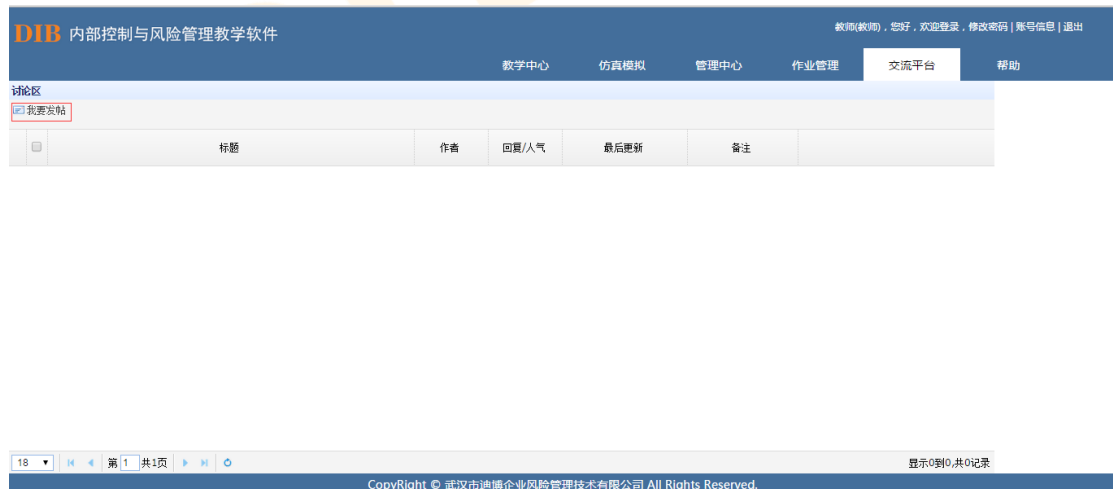 DIB 内部控制与风险管理教学软件
教师(教师)，您好，欢迎登录，修改密码 | 账号信息 | 退出
教学中心 仿真模拟 管理中心 作业管理 交流平台 帮助
讨论区
我要发帖
标题 作者 回复/人气 最后更新 备注
18 第 1 共1页 显示0到0,共0记录
CopyRight © 武汉市迪博企业风险管理技术有限公司 All Rights Reserved.